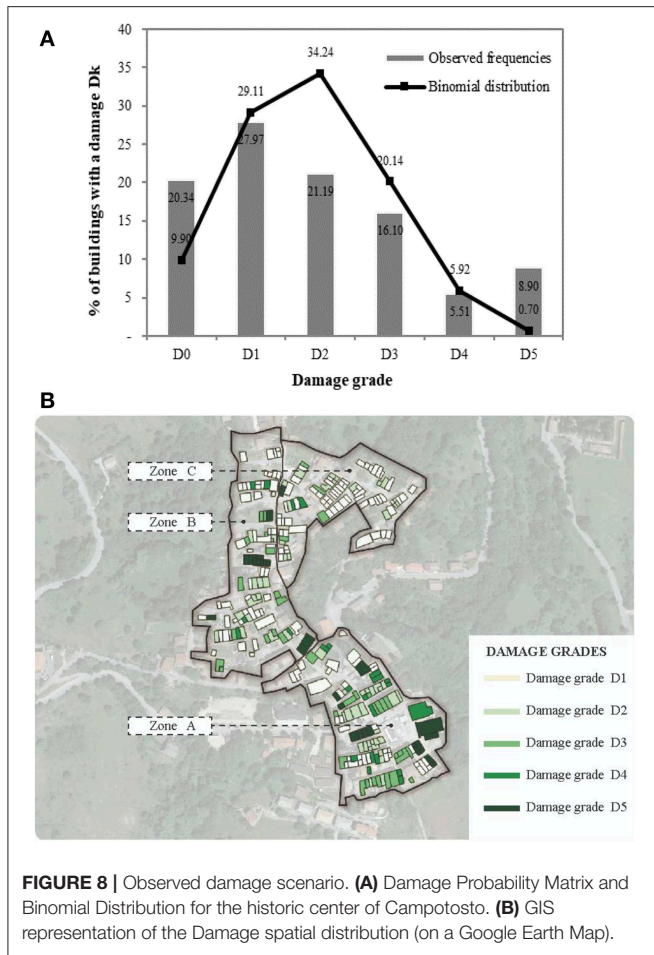 A
40
35
30
25
20
15
10
5
-
% of buildings with a damage Dk
Observed frequencies
Binomial distribution
20.34
9.90
29.11
27.97
34.24
21.19
20.14
16.10
5.92
5.51
8.90
0.70
D0 D1 D2 D3 D4 D5
Damage grade
B
Zone C
Zone B
Zone A
DAMAGE GRADES
Damage grade D1
Damage grade D2
Damage grade D3
Damage grade D4
Damage grade D5
FIGURE 8 | Observed damage scenario. (A) Damage Probability Matrix and
Binomial Distribution for the historic center of Campotosto. (B) GIS
representation of the Damage spatial distribution (on a Google Earth Map).